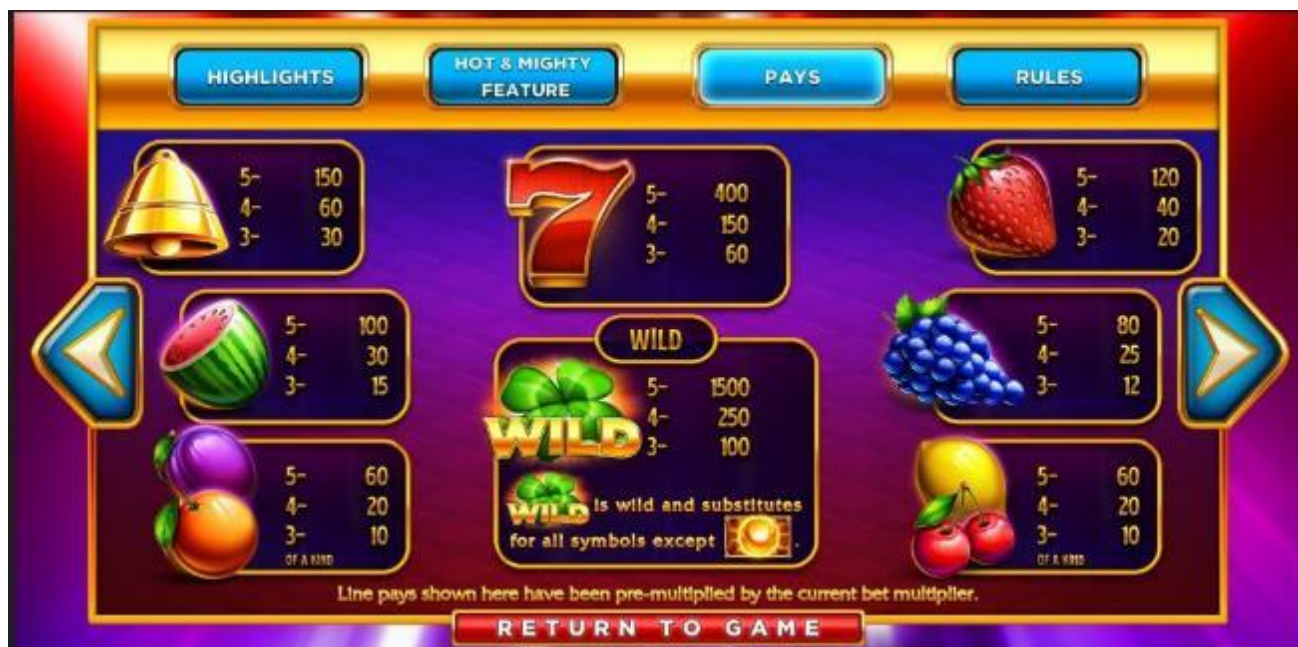 HIGHLIGHTS
HOT & MIGHTY
FEATURE
PAYS
RULES
5- 150
4- 60
3- 30
7
5- 400
4- 150
3- 60
5- 120
4- 40
3- 20
5- 100
4- 30
3- 15
WILD
WILD
5- 1500
4- 250
3- 100
WILD is wild and substitutes
for all symbols except .
5- 80
4- 25
3- 12
5- 60
4- 20
3- 10
OF A KIND
5- 60
4- 20
3- 10
OF A KIND
Line pays shown here have been pre-multiplied by the current bet multiplier.
RETURN TO GAME